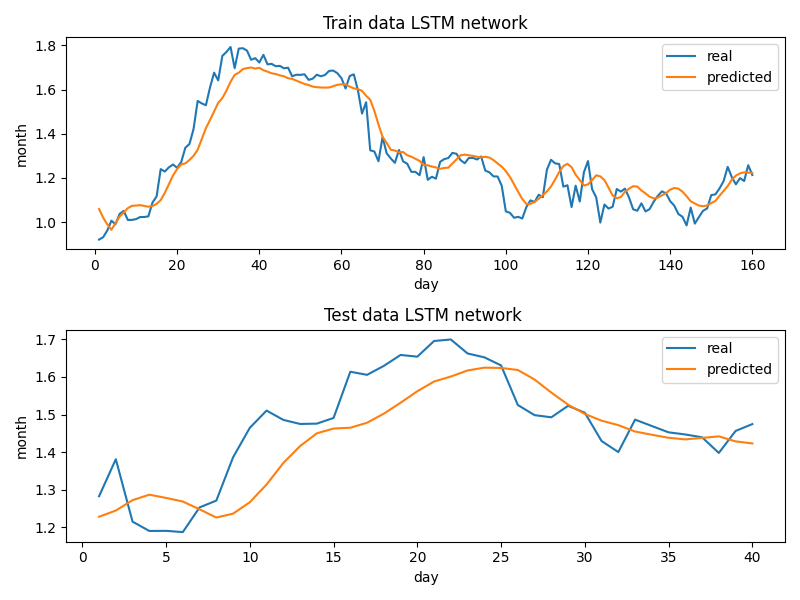 Train data LSTM network
real
predicted
month
1.8
1.6
1.4
1.2
1.0
0 20 40 60 80 100 120 140 160
day
Test data LSTM network
real
predicted
month
1.7
1.6
1.5
1.4
1.3
1.2
0 5 10 15 20 25 30 35 40
day